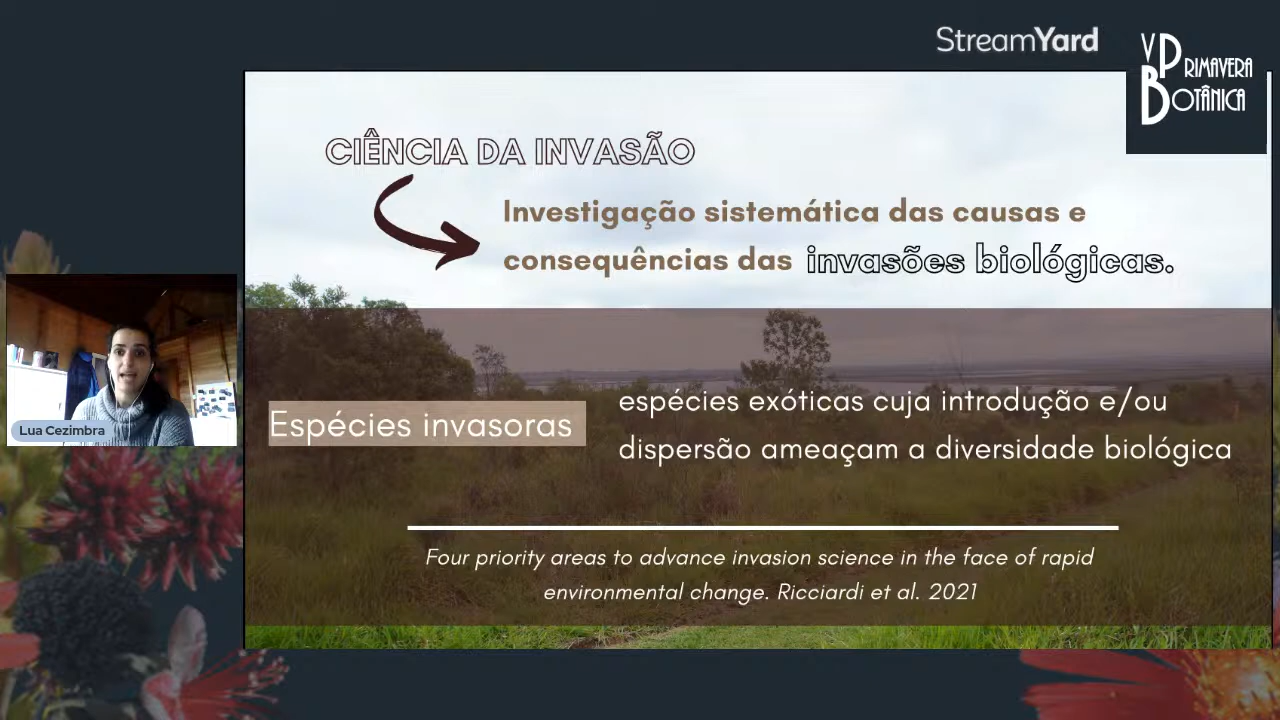 StreamYard
V PRIMAVERA
BOTÂNICA
CIÊNCIA DA INVASÃO
Investigação sistemática das causas e
consequências das invasões biológicas.
Espécies invasoras
espécies exóticas cuja introdução e/ou
dispersão ameaçam a diversidade biológica
Lua Cezimbra
Four priority areas to advance invasion science in the face of rapid
environmental change. Ricciardi et al. 2021